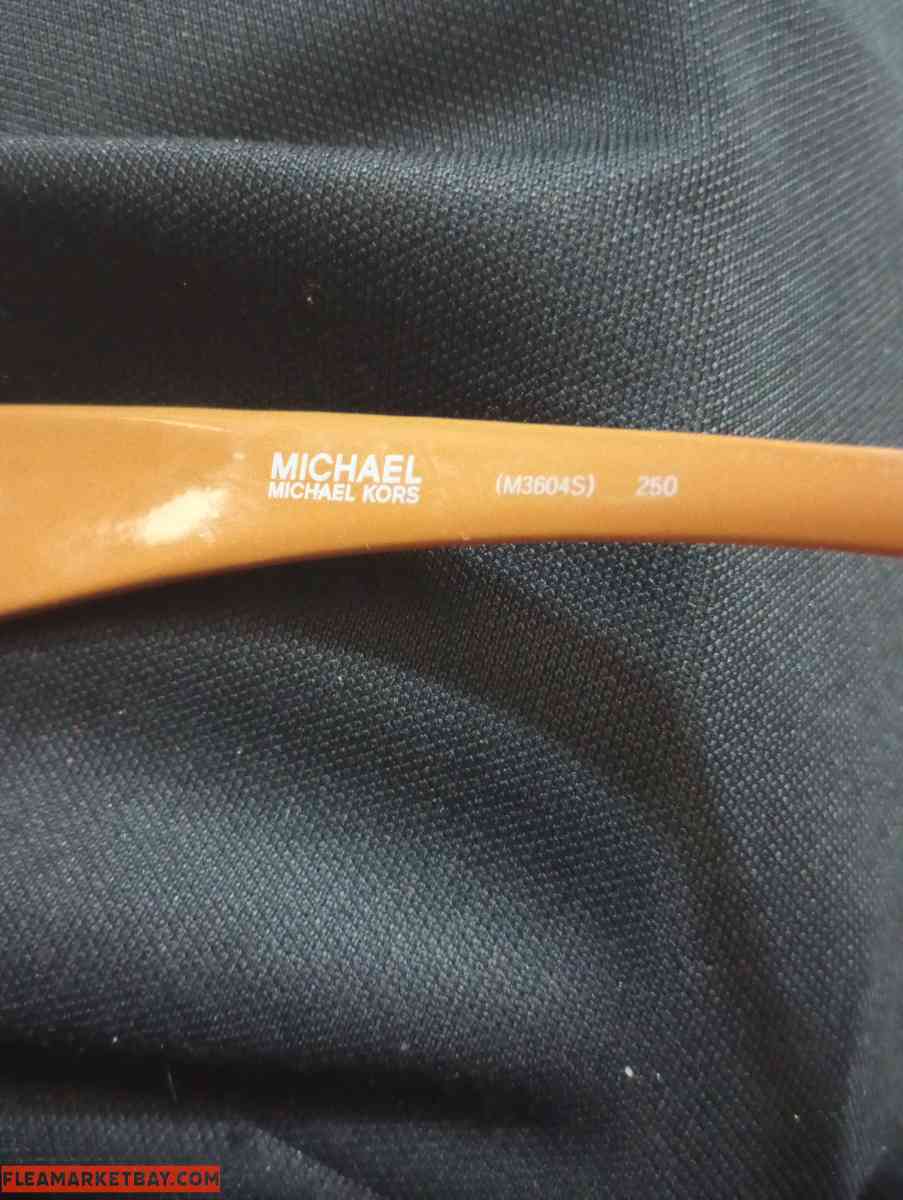 MICHAEL
MICHAEL KORS
(M3604S) 250
FLEAMARKETBAY.COM